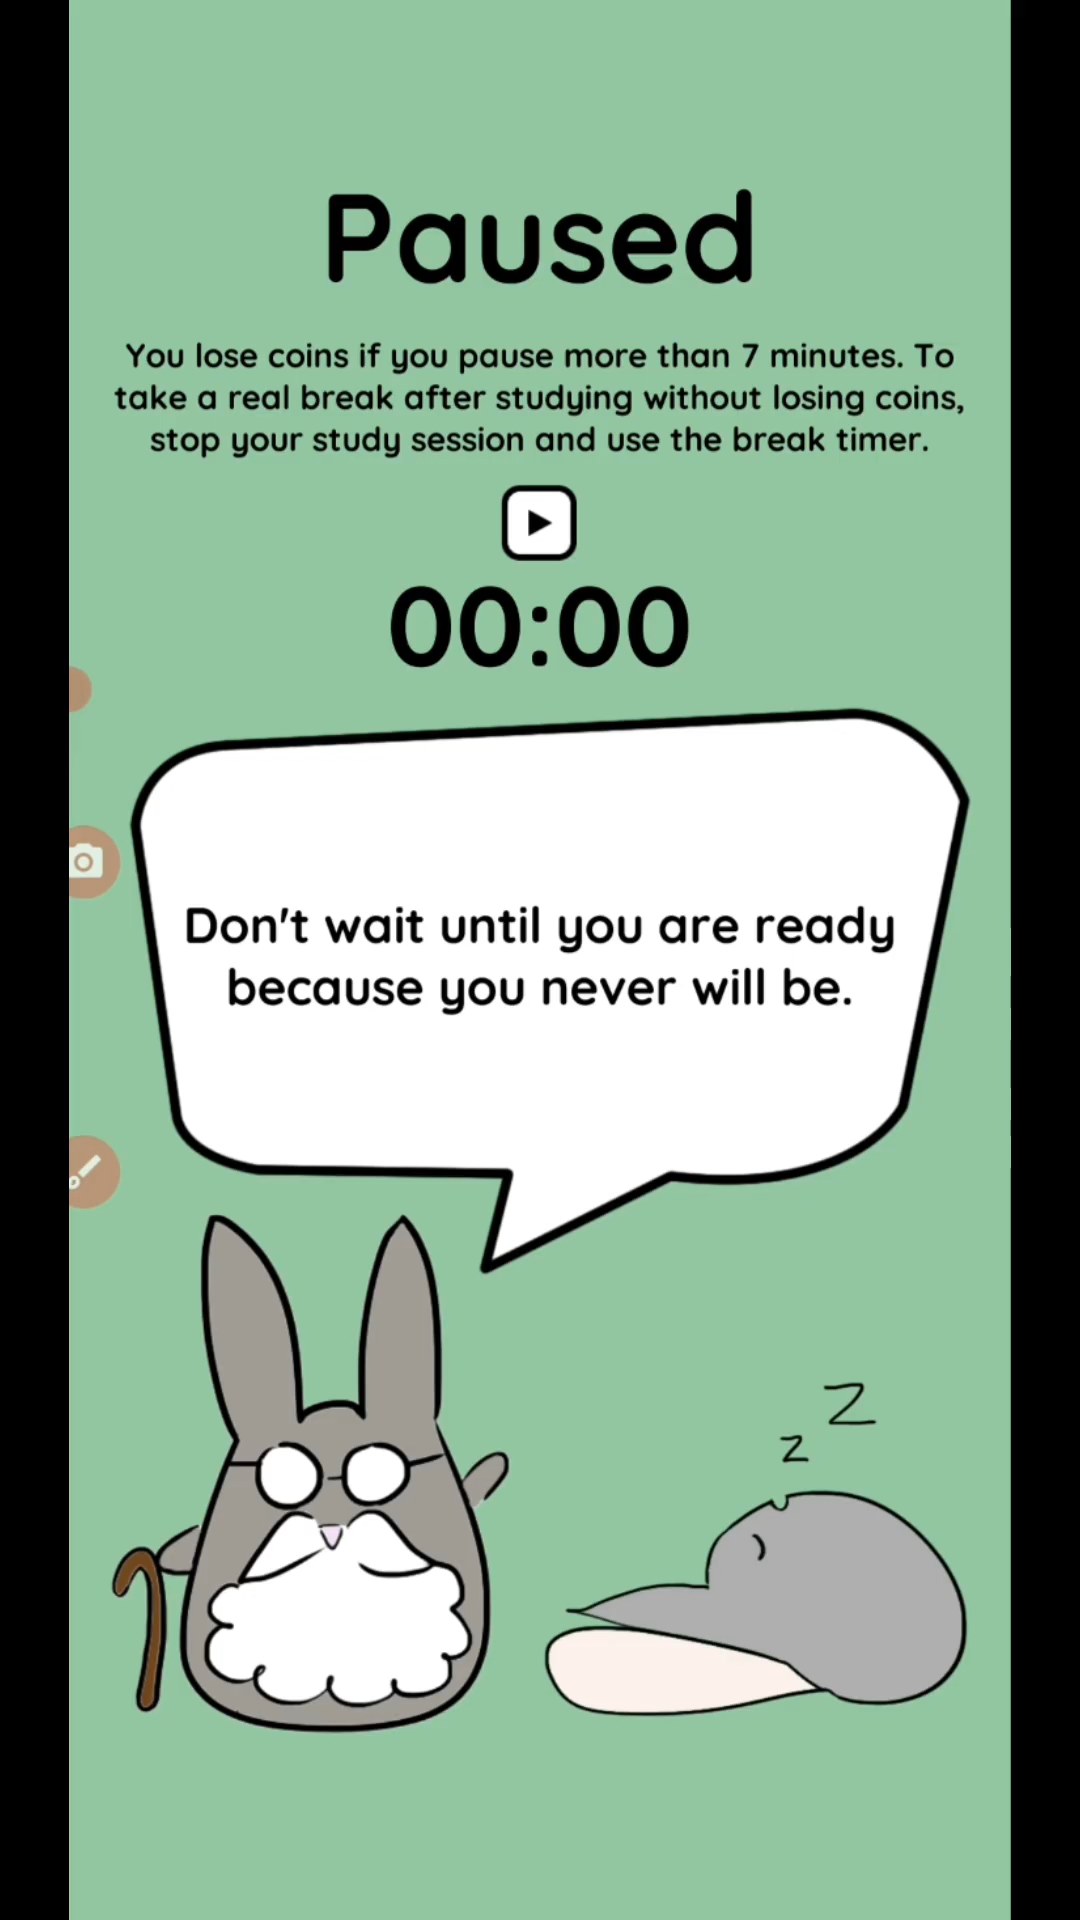 Paused
You lose coins if you pause more than 7 minutes. To
take a real break after studying without losing coins,
stop your study session and use the break timer.
00:00
Don't wait until you are ready
because you never will be.
Z
z